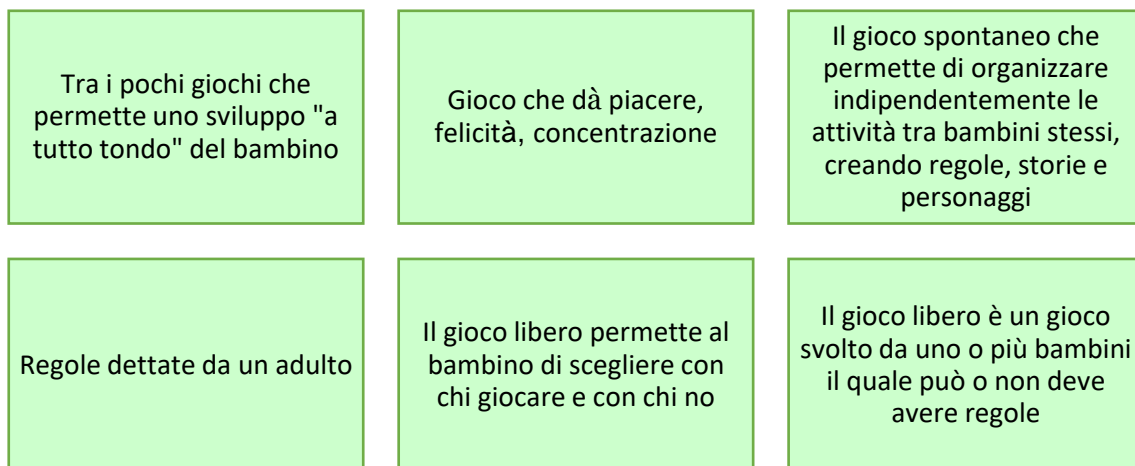 Tra i pochi giochi che
permette uno sviluppo "a
tutto tondo" del bambino
Gioco che dà piacere,
felicità, concentrazione
Il gioco spontaneo che
permette di organizzare
indipendentemente le
attività tra bambini stessi,
creando regole, storie e
personaggi
Regole dettate da un adulto
Il gioco libero permette al
bambino di scegliere con
chi giocare e con chi no
Il gioco libero è un gioco
svolto da uno o più bambini
il quale può o non deve
avere regole